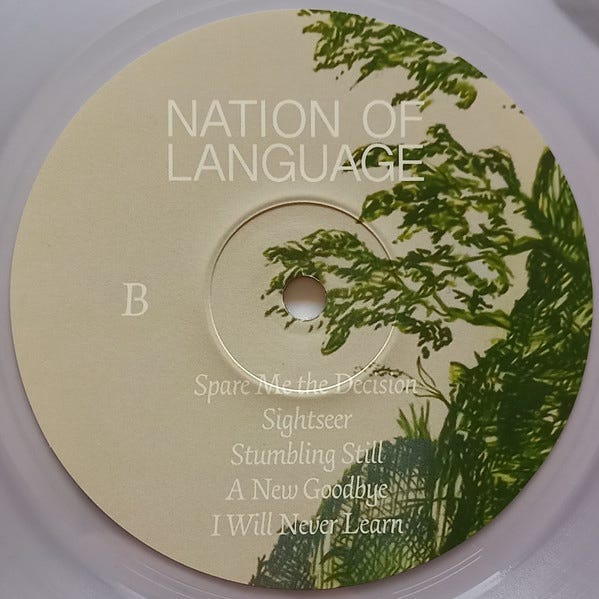 NATION OF
LANGUAGE
B
Spare Me the Decision
Sightseer
Stumbling Still
A New Goodbye
I Will Never Learn